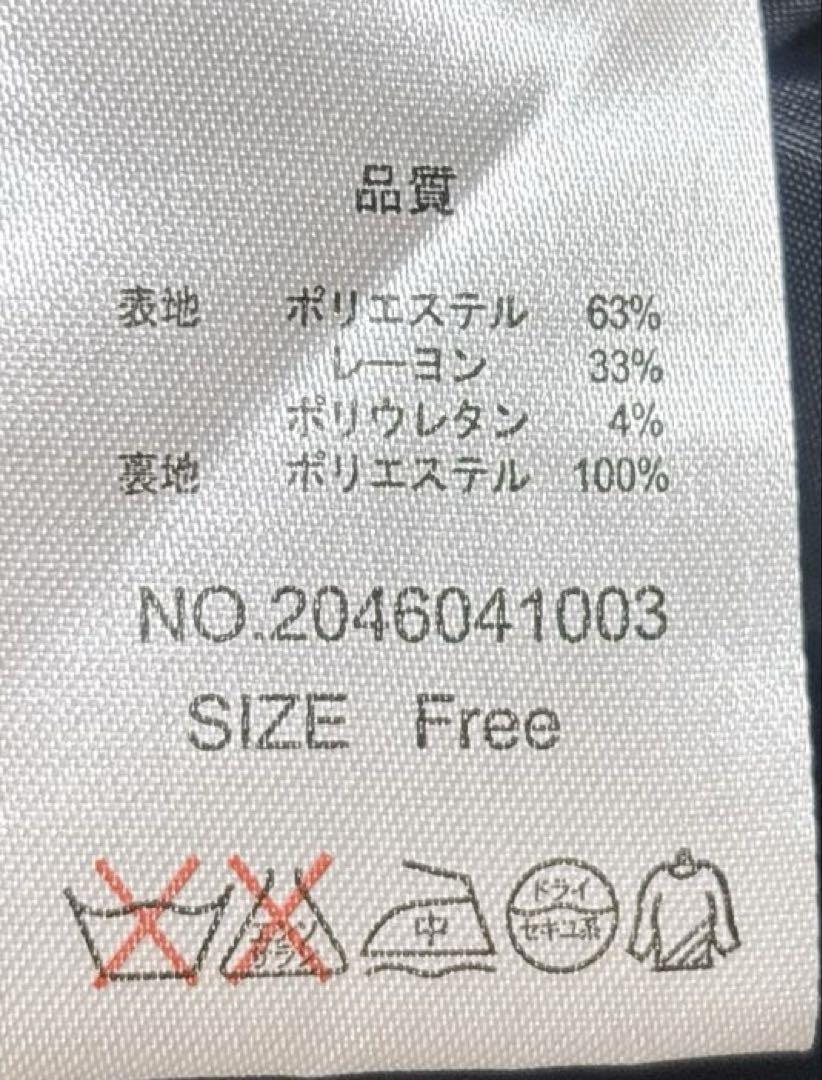 品質
表地 ポリエステル 63%
レーヨン 33%
ポリウレタン 4%
裏地 ポリエステル 100%
NO.2046041003
SIZE Free
中
ドライ
セキユ系